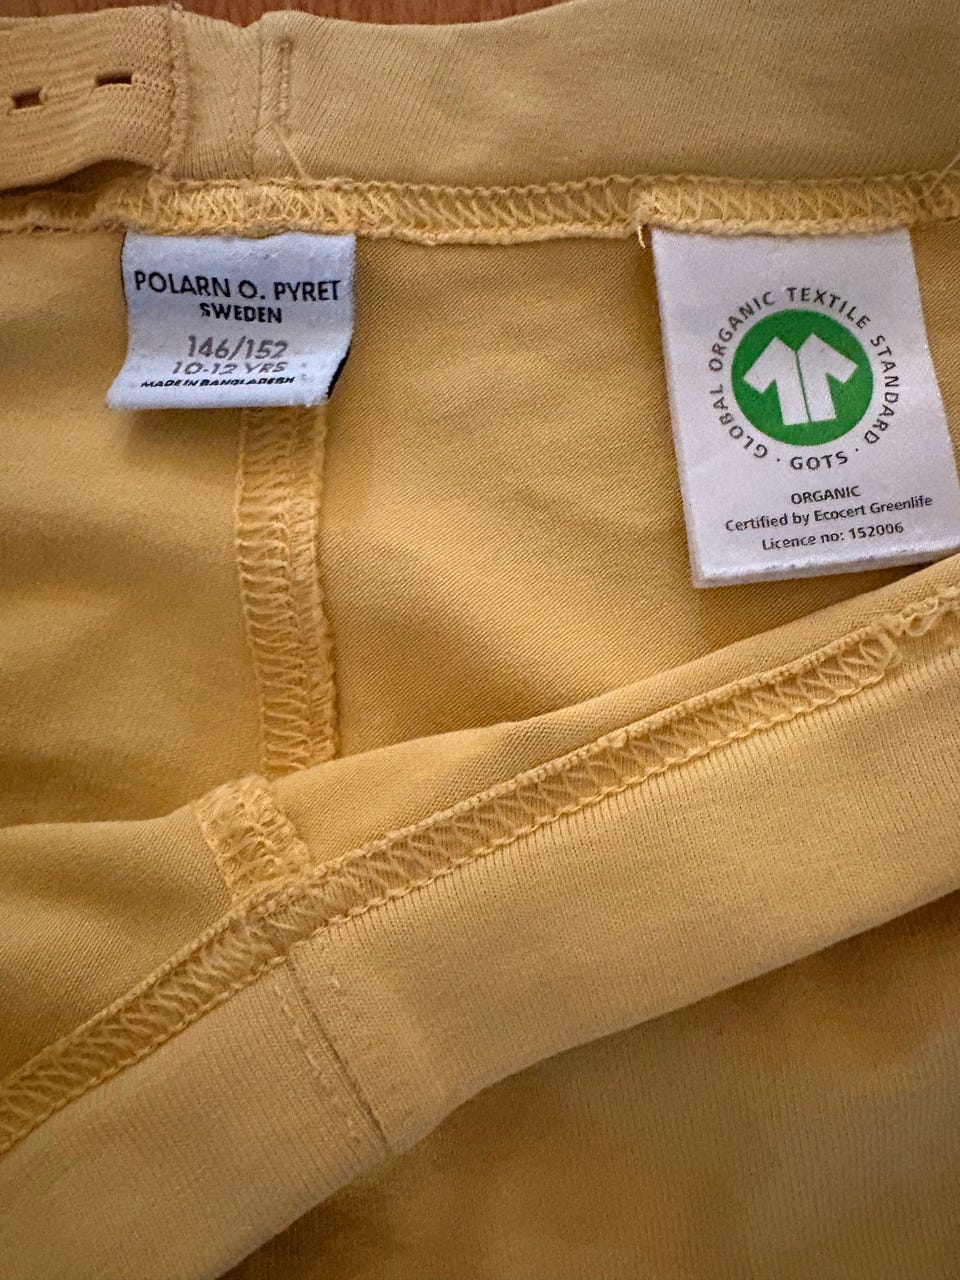 POLARN O. PYRET
SWEDEN
146/152
10-12 YRS
MADE IN BANGLADESH
GLOBAL ORGANIC TEXTILE STANDARD · GOTS ·
ORGANIC
Certified by Ecocert Greenlife
Licence no: 152006